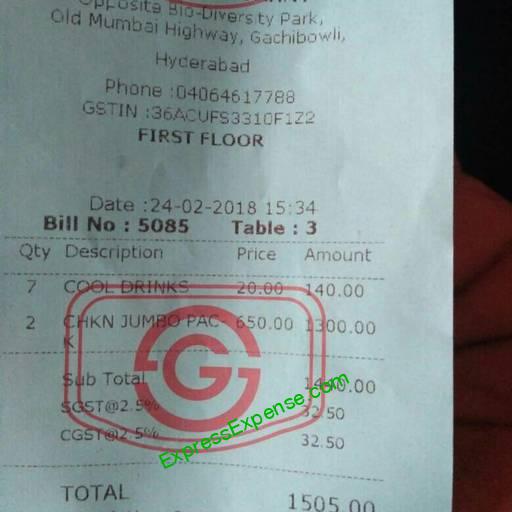 Opposite Bio-Diversity Park,
Old Mumbai Highway, Gachibowli,
Hyderabad
Phone :04064617788
GSTIN :36ACUFS3310F1Z2
FIRST FLOOR
Date :24-02-2018 15:34
Bill No : 5085 Table : 3
Qty Description Price Amount
7 COOL DRINKS 20.00 140.00
2 CHKN JUMBO PAC- 650.00 1300.00
K
Sub Total 1440.00
SGST@2.5% 32.50
CGST@2.5% 32.50
TOTAL 1505.00
G
ExpressExpense.com